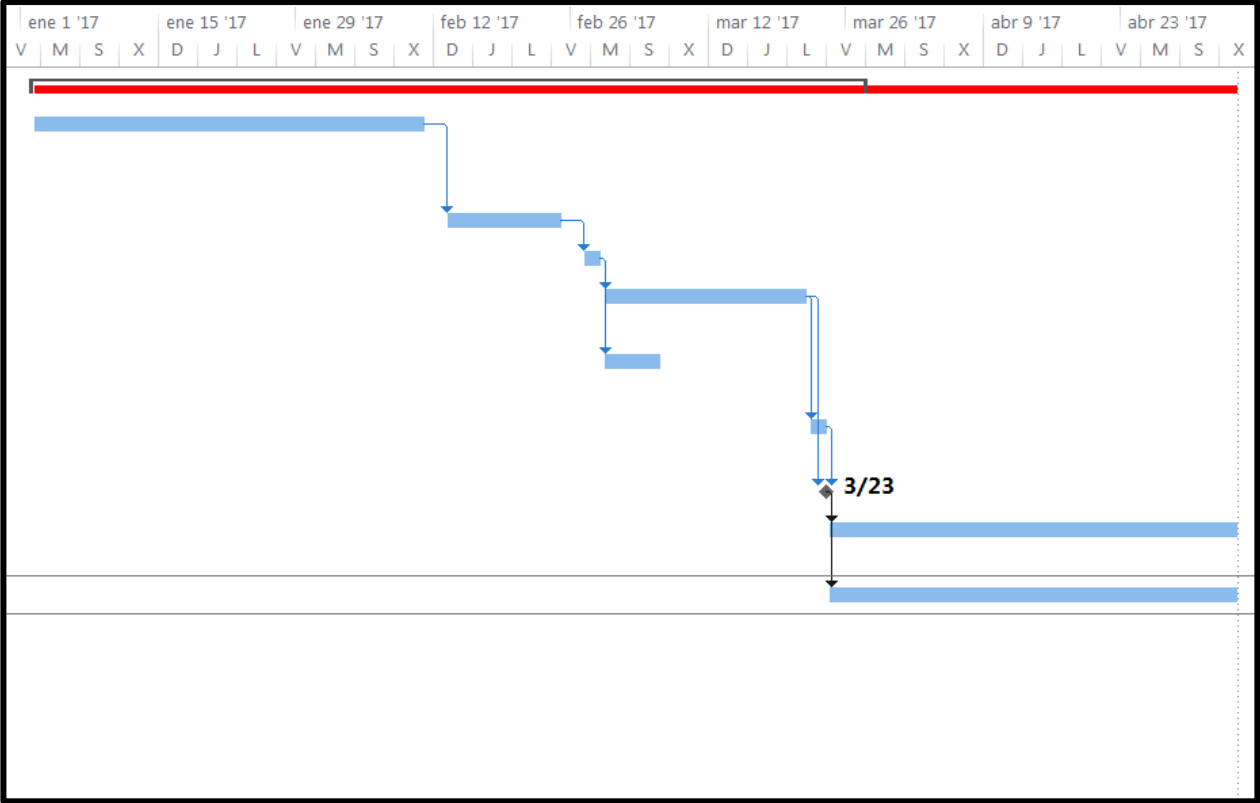 ene 1 '17 ene 15 '17 ene 29 '17 feb 12 '17 feb 26 '17 mar 12 '17 mar 26 '17 abr 9 '17 abr 23 '17
V M S X D J L V M S X D J L V M S X D J L V M S X D J L V M S X
3/23